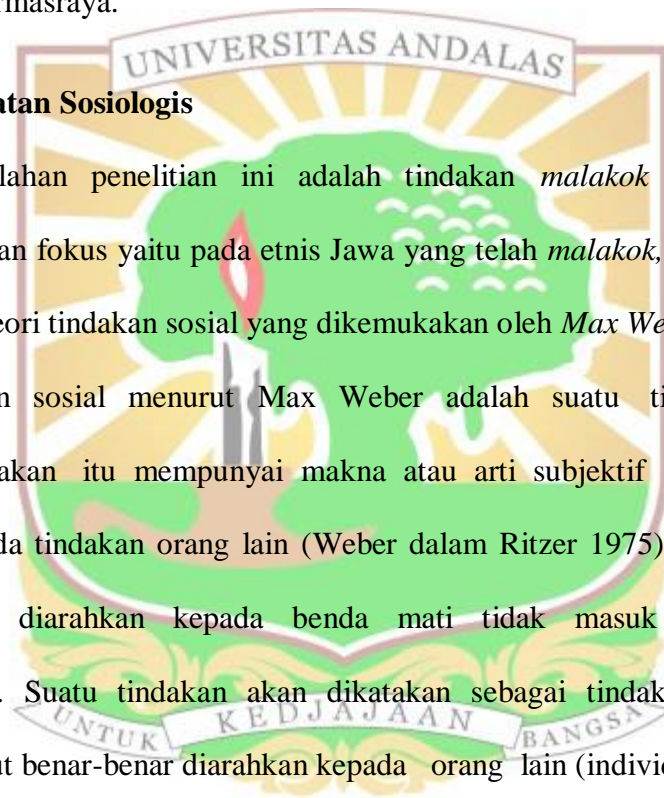 rmasraya.
UNIVERSITAS ANDALAS
atan Sosiologis
lahan penelitian ini adalah tindakan malakok
an fokus yaitu pada etnis Jawa yang telah malakok,
eori tindakan sosial yang dikemukakan oleh Max We
n sosial menurut Max Weber adalah suatu ti
akan itu mempunyai makna atau arti subjektif
da tindakan orang lain (Weber dalam Ritzer 1975)
diarahkan kepada benda mati tidak masuk
. Suatu tindakan akan dikatakan sebagai tindak
UNTUK KEDJAJAAN BANGSA
ut benar-benar diarahkan kepada orang lain (individ